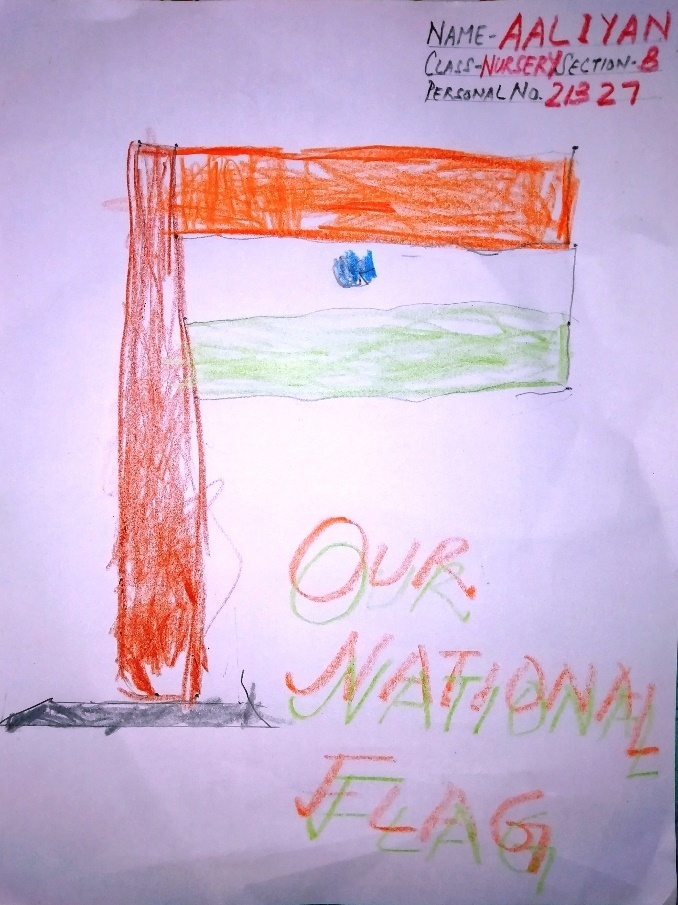 NAME-AALIYAN
CLASS-NURSERY SECTION-B
PERSONAL NO. 21327
OUR
NATIONAL
FLAG